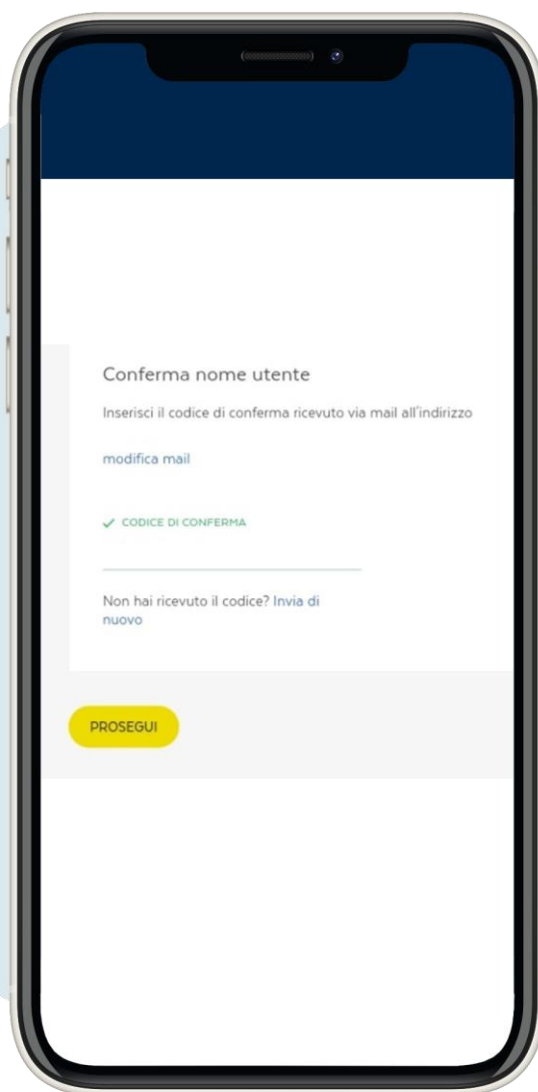 Conferma nome utente
Inserisci il codice di conferma ricevuto via mail all'indirizzo
modifica mail
CODICE DI CONFERMA
Non hai ricevuto il codice? Invia di
nuovo
PROSEGUI